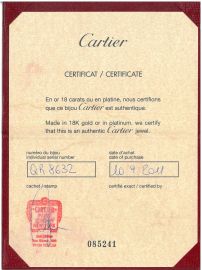 Cartier
CERTIFICAT / CERTIFICATE
En or 18 carats ou en platine, nous certifions
que ce bijou Cartier est authentique.
Made in 18K gold or in platinum, we certify
that this is an authentic Cartier jewel.
numéro du bijou
individual serial number
date d'achat
date of purchase
QR8632
10 9 2011
cachet / stamp
certifié exact / certified by
085241